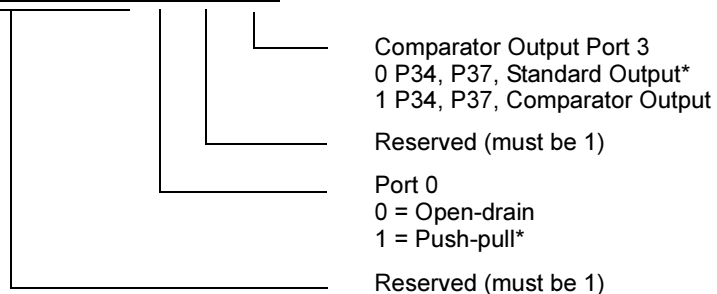 Comparator Output Port 3
0 P34, P37, Standard Output*
1 P34, P37, Comparator Output
Reserved (must be 1)
Port 0
0 = Open-drain
1 = Push-pull*
Reserved (must be 1)